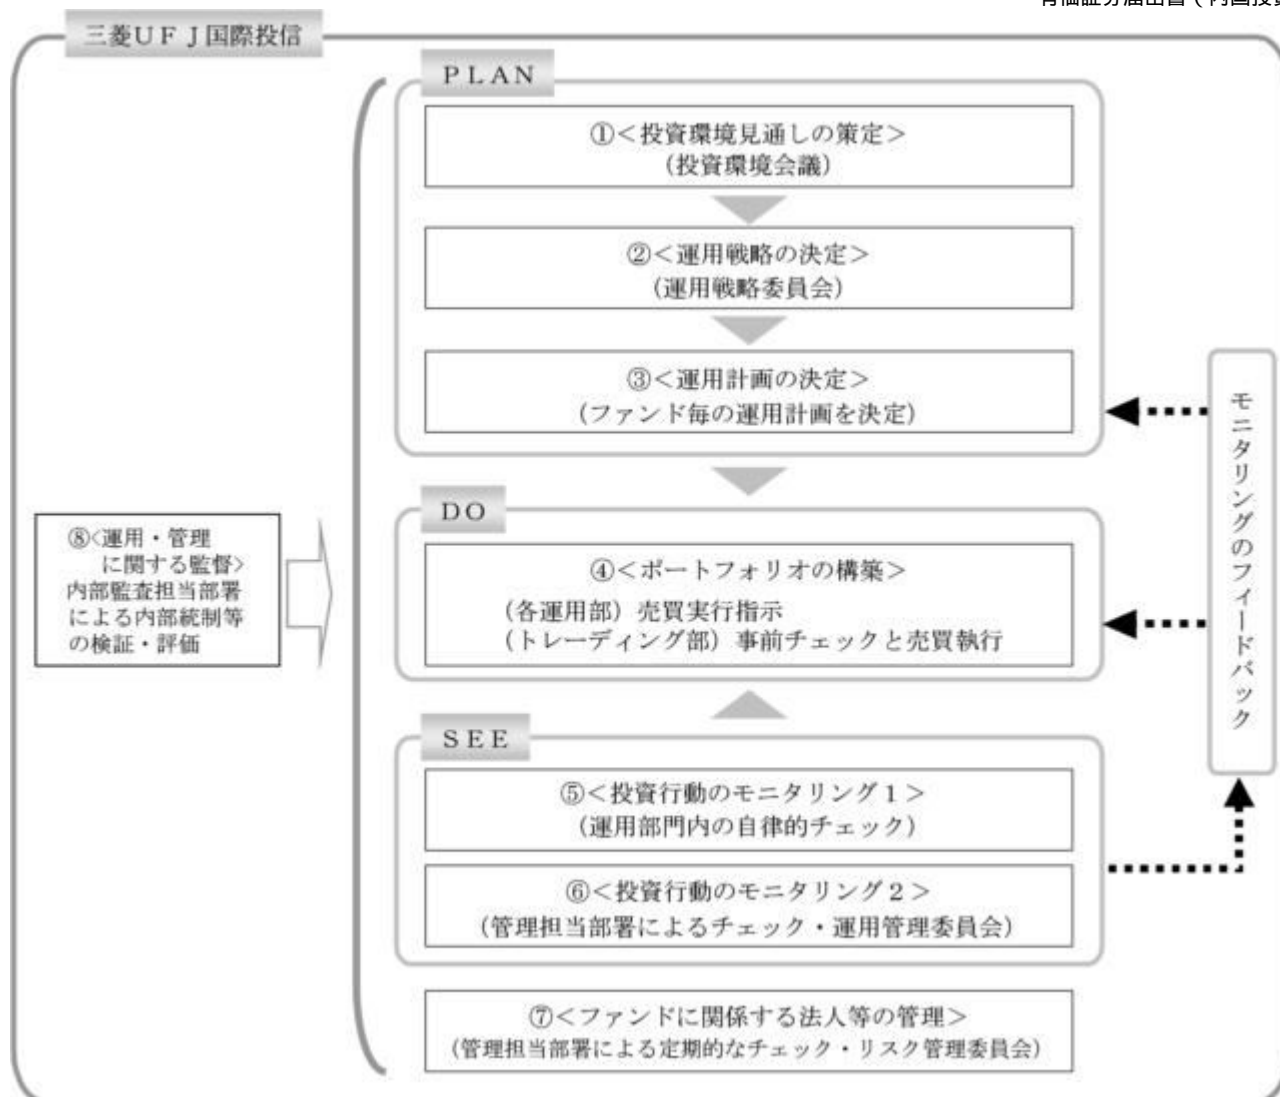 有価証券届出書（内国投資
三菱ＵＦＪ国際投信
ＰＬＡＮ
①＜投資環境見通しの策定＞
（投資環境会議）
②＜運用戦略の決定＞
（運用戦略委員会）
③＜運用計画の決定＞
（ファンド毎の運用計画を決定）
ＤＯ
④＜ポートフォリオの構築＞
（各運用部）売買実行指示
（トレーディング部）事前チェックと売買執行
ＳＥＥ
⑤＜投資行動のモニタリング１＞
（運用部門内の自律的チェック）
⑥＜投資行動のモニタリング２＞
（管理担当部署によるチェック・運用管理委員会）
⑦＜ファンドに関係する法人等の管理＞
（管理担当部署による定期的なチェック・リスク管理委員会）
⑧<運用・管理
に関する監督>
内部監査担当部署
による内部統制等
の検証・評価
モニタリングのフィードバック